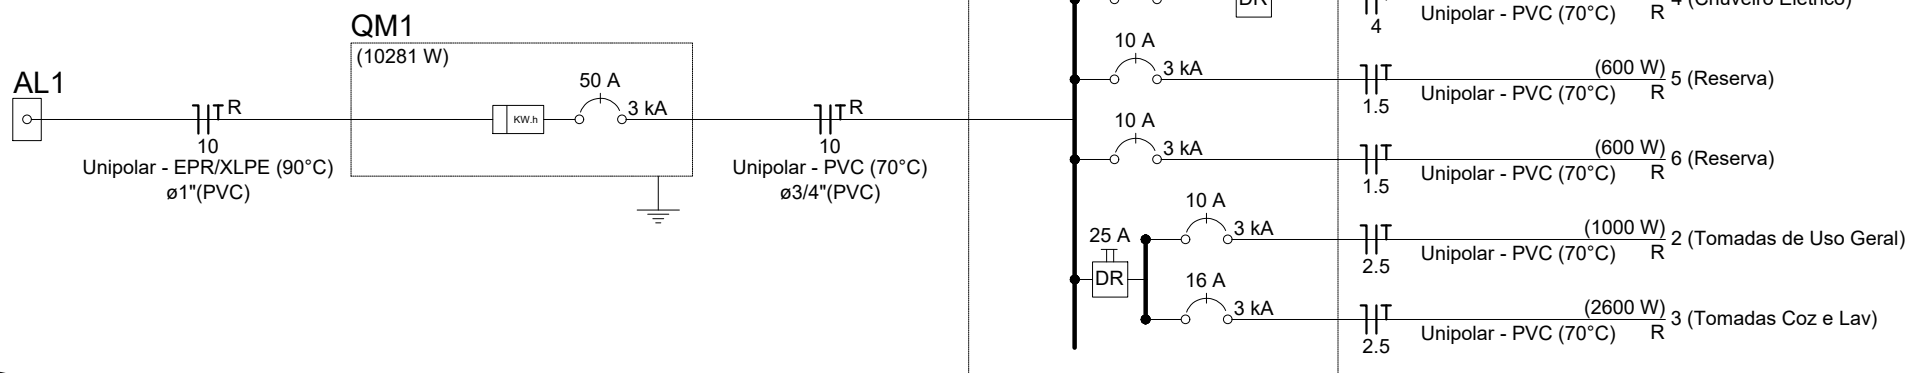 QM1
(10281 W)
AL1
R
10
Unipolar - EPR/XLPE (90°C)
ø1"(PVC)
KW.h
50 A
3 kA
R
10
Unipolar - PVC (70°C)
ø3/4"(PVC)
DR
4
Unipolar - PVC (70°C)
R
4 (Chuveiro Elétrico)
10 A
3 kA
1.5
(600 W)
Unipolar - PVC (70°C)
R
5 (Reserva)
10 A
3 kA
1.5
(600 W)
Unipolar - PVC (70°C)
R
6 (Reserva)
25 A
DR
10 A
3 kA
2.5
(1000 W)
Unipolar - PVC (70°C)
R
2 (Tomadas de Uso Geral)
16 A
3 kA
2.5
(2600 W)
Unipolar - PVC (70°C)
R
3 (Tomadas Coz e Lav)